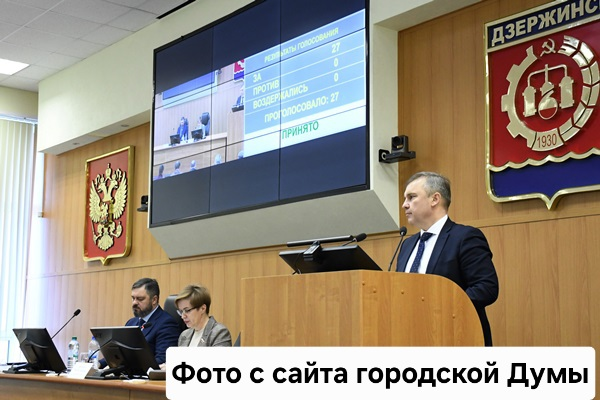 РЕЗУЛЬТАТЫ ГОЛОСОВАНИЯ
ЗА 27
ПРОТИВ 0
ВОЗДЕРЖАЛИСЬ 0
ПРОГОЛОСОВАЛО: 27
ПРИНЯТО
ДЗЕРЖИНС
1930
Фото с сайта городской Думы